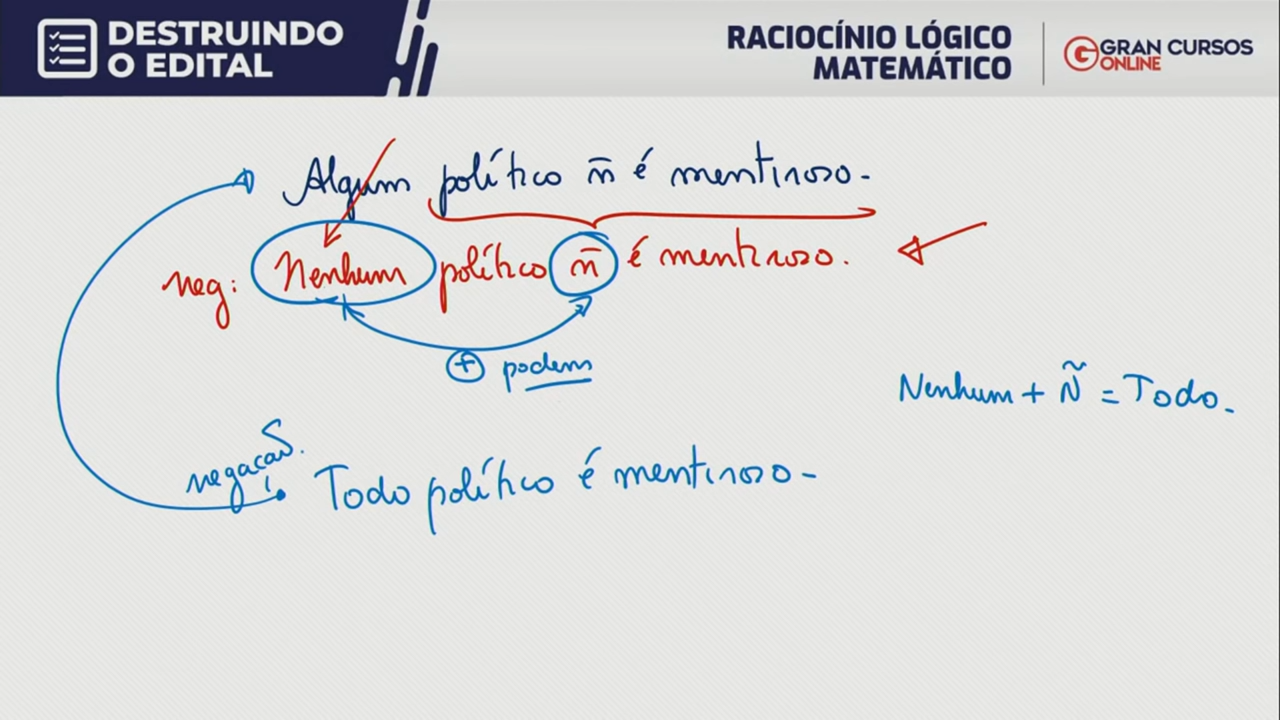 DESTRUINDO
O EDITAL
RACIOCÍNIO LÓGICO
MATEMÁTICO
GRAN CURSOS
ONLINE
Algum político ñ é mentiroso.
neg: Nenhum político ñ é mentiroso.
+ podem
Nenhum + Ñ = Todo.
negação.
Todo político é mentiroso.